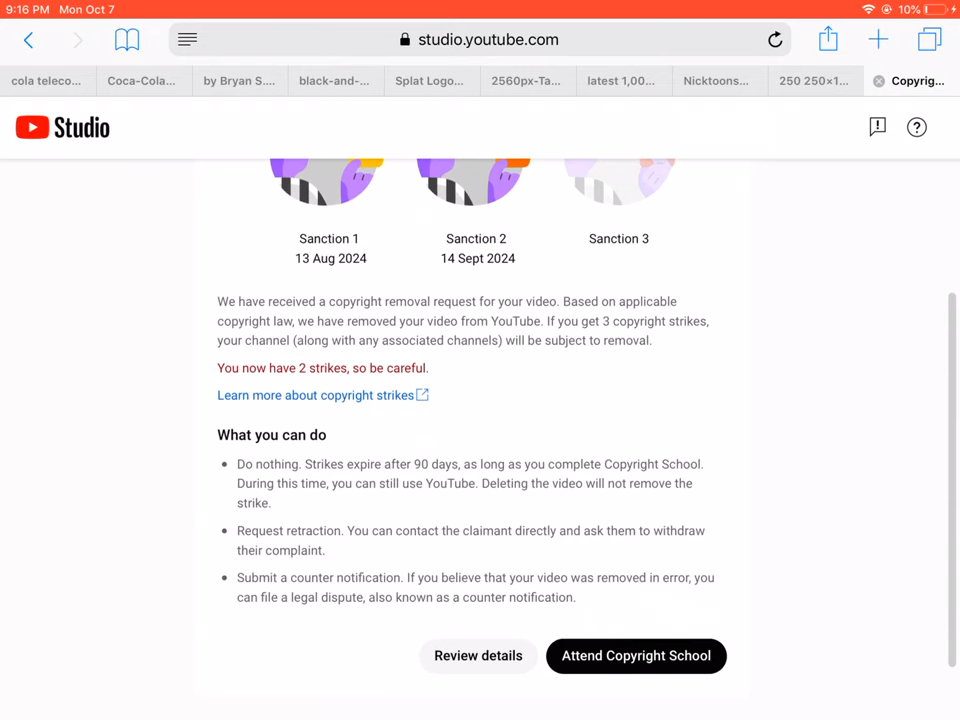 9:16 PM Mon Oct 7 10%
studio.youtube.com
cola teleco... Coca-Cola... by Bryan S.... black-and-... Splat Logo... 2560px-Ta... latest 1,00... Nicktoons... 250 250×1... Copyrig...
Studio
Sanction 1 Sanction 2 Sanction 3
13 Aug 2024 14 Sept 2024
We have received a copyright removal request for your video. Based on applicable
copyright law, we have removed your video from YouTube. If you get 3 copyright strikes,
your channel (along with any associated channels) will be subject to removal.
You now have 2 strikes, so be careful.
Learn more about copyright strikes
What you can do
• Do nothing. Strikes expire after 90 days, as long as you complete Copyright School.
During this time, you can still use YouTube. Deleting the video will not remove the
strike.
• Request retraction. You can contact the claimant directly and ask them to withdraw
their complaint.
• Submit a counter notification. If you believe that your video was removed in error, you
can file a legal dispute, also known as a counter notification.
Review details Attend Copyright School